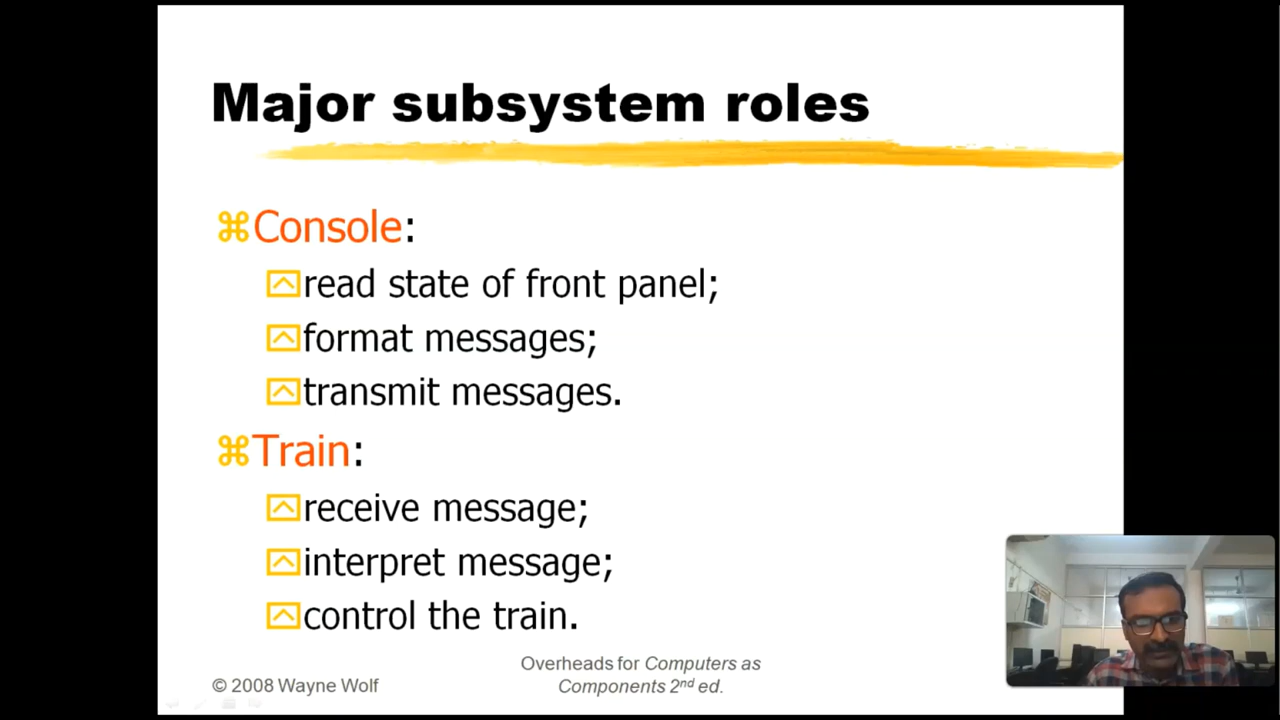 Major subsystem roles
Console:
read state of front panel;
format messages;
transmit messages.
Train:
receive message;
interpret message;
control the train.
© 2008 Wayne Wolf
Overheads for Computers as
Components 2nd ed.